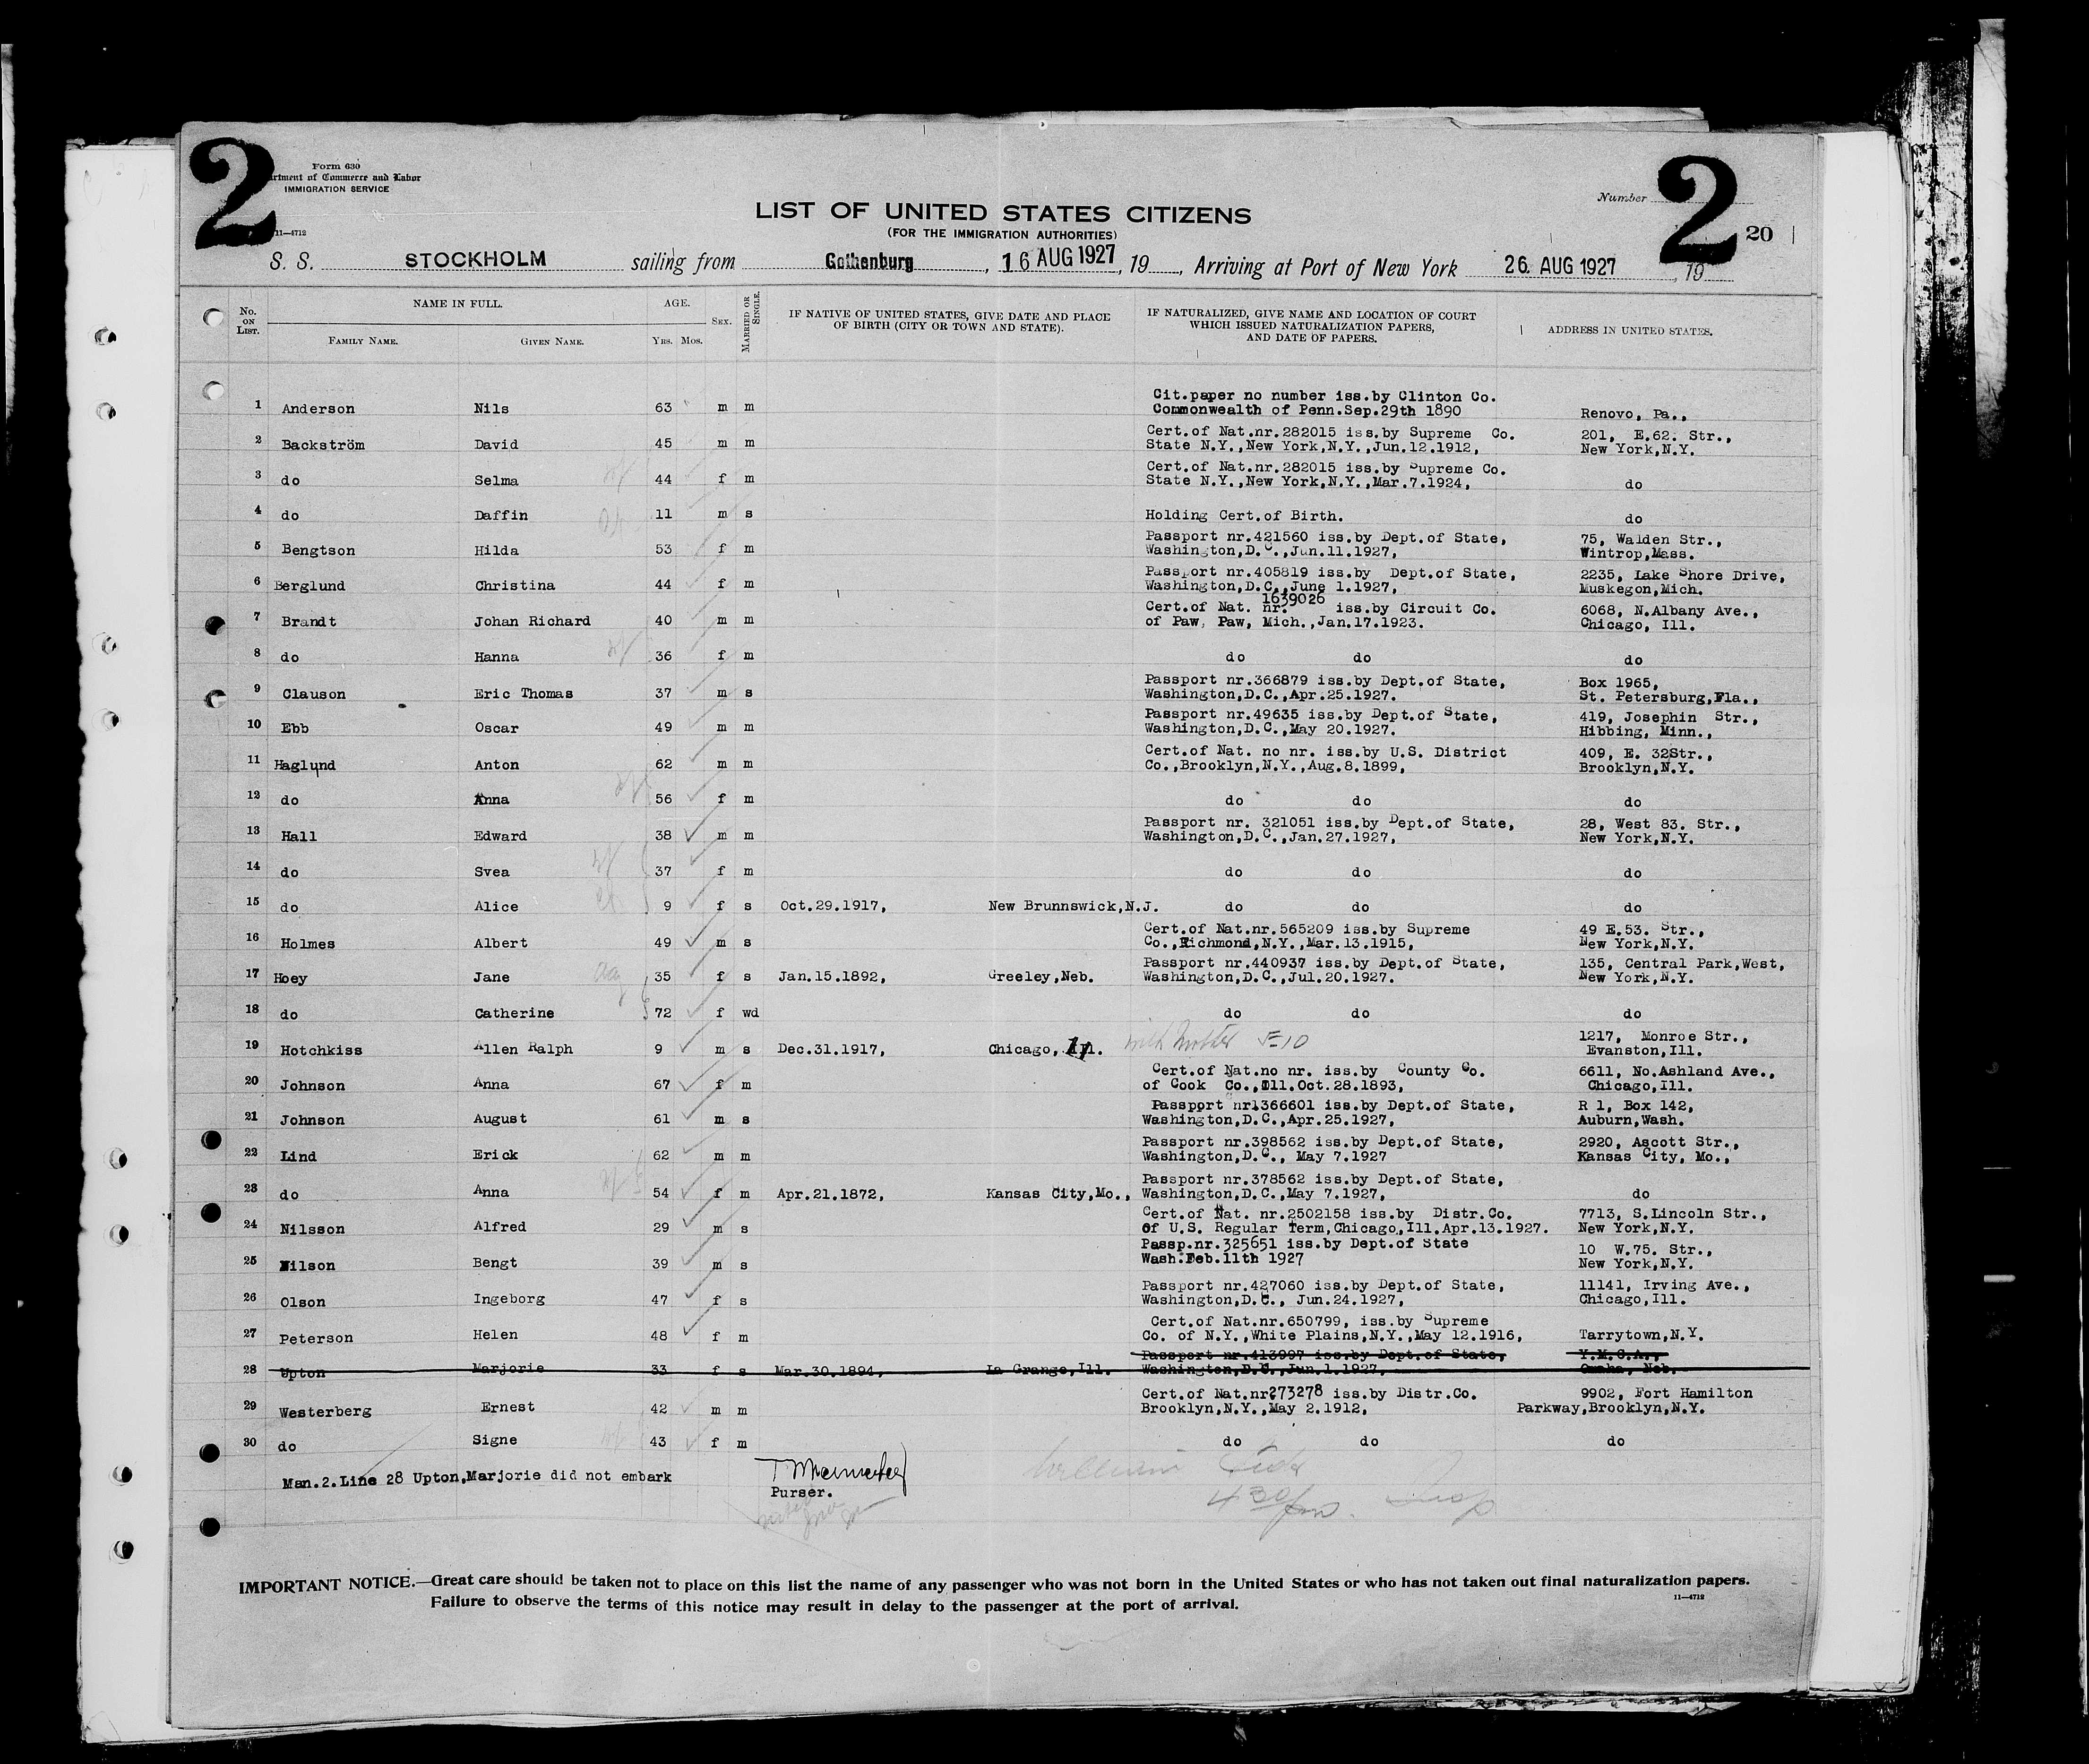 2 2
Form 630
rtment of Commerce and Labor
IMMIGRATION SERVICE
11—4712
Number
20
LIST OF UNITED STATES CITIZENS
(FOR THE IMMIGRATION AUTHORITIES)
S. S. STOCKHOLM sailing from Gothenburg, 16 AUG 1927, 19, Arriving at Port of New York 26. AUG 1927, 19
No. ON LIST. NAME IN FULL. FAMILY NAME. GIVEN NAME. AGE. YRS. MOS. SEX. MARRIED OR SINGLE. IF NATIVE OF UNITED STATES, GIVE DATE AND PLACE OF BIRTH (CITY OR TOWN AND STATE). IF NATURALIZED, GIVE NAME AND LOCATION OF COURT WHICH ISSUED NATURALIZATION PAPERS, AND DATE OF PAPERS. ADDRESS IN UNITED STATES.
Cit.paper no number iss.by Clinton Co.
1 Anderson Nils 63 m m Commonwealth of Penn.Sep.29th 1890 Renovo, Pa.,
Cert.of Nat.nr.282015 iss.by Supreme Co. 201, E.62. Str.,
2 Backström David 45 m m State N.Y.,New York,N.Y.,Jun.12.1912, New York,N.Y.
Cert.of Nat.nr.282015 iss.by Supreme Co.
3 do Selma 44 f m State N.Y.,New York,N.Y.,Mar.7.1924, do
4 do Daffin 11 m s Holding Cert.of Birth. do
Passport nr.421560 iss.by Dept.of State, 75, Walden Str.,
5 Bengtson Hilda 53 f m Washington,D.C.,Jun.11.1927, Wintrop,Mass.
Passport nr.405819 iss.by Dept.of State, 2235, Lake Shore Drive,
6 Berglund Christina 44 f m Washington,D.C.,June 1.1927, Muskegon,Mich.
Cert.of Nat. nr. 1639026 iss.by Circuit Co. 6068, N.Albany Ave.,
7 Brandt Johan Richard 40 m m of Paw, Paw, Mich.,Jan.17.1923. Chicago, Ill.
8 do Hanna 36 f m do do do
Passport nr.366879 iss.by Dept.of State, Box 1965,
9 Clauson Eric Thomas 37 m s Washington,D.C.,Apr.25.1927. St. Petersburg,Fla.,
Passport nr.49635 iss.by Dept.of State, 419, Josephin Str.,
10 Ebb Oscar 49 m m Washington,D.C.,May 20.1927. Hibbing, Minn.,
Cert.of Nat. no nr. iss.by U.S. District 409, E. 32Str.,
11 Haglund Anton 62 m m Co.,Brooklyn,N.Y.,Aug.8.1899, Brooklyn,N.Y.
12 do Anna 56 f m do do do
Passport nr. 321051 iss.by Dept.of State, 28, West 83. Str.,
13 Hall Edward 38 m m Washington,D.C.,Jan.27.1927, New York,N.Y.
14 do Svea 37 f m do do do
15 do Alice 9 f s Oct.29.1917, New Brunnswick,N.J. do do do
Cert.of Nat.nr.565209 iss.by Supreme 49 E.53. Str.,
16 Holmes Albert 49 m s Co.,Richmond,N.Y.,Mar.13.1915, New York,N.Y.
Passport nr.440937 iss.by Dept.of State, 135, Central Park,West,
17 Hoey Jane 35 f s Jan.15.1892, Greeley,Neb. Washington,D.C.,Jul.20.1927. New York,N.Y.
18 do Catherine 72 f wd do do do
1217, Monroe Str.,
19 Hotchkiss Allen Ralph 9 m s Dec.31.1917, Chicago, Ill. with Mother Evanston,Ill.
Cert.of Nat.no nr. iss.by County Co. 6611, No.Ashland Ave.,
20 Johnson Anna 67 f m of Cook Co.,Ill.Oct.28.1893, Chicago,Ill.
Passport nr1366601 iss.by Dept.of State, R 1, Box 142,
21 Johnson August 61 m s Washington,D.C.,Apr.25.1927, Auburn,Wash.
Passport nr.398562 iss.by Dept.of State, 2920, Ascott Str.,
22 Lind Erick 62 m m Washington,D.C., May 7.1927 Kansas City, Mo.,
Passport nr.378562 iss.by Dept.of State,
23 do Anna 54 f m Apr.21.1872, Kansas City,Mo., Washington,D.C.,May 7.1927, do
Cert.of Nat. nr.2502158 iss.by Distr.Co. 7713, S.Lincoln Str.,
24 Nilsson Alfred 29 m s of U.S. Regular Term,Chicago,Ill.Apr.13.1927. New York,N.Y.
Passp.nr.325651 iss.by Dept.of State 10 W.75. Str.,
25 Nilson Bengt 39 m s Wash.Feb.11th 1927 New York,N.Y.
Passport nr.427060 iss.by Dept.of State, 11141, Irving Ave.,
26 Olson Ingeborg 47 f s Washington,D.C., Jun.24.1927, Chicago,Ill.
Cert.of Nat.nr.650799, iss.by Supreme
27 Peterson Helen 48 f m Co. of N.Y.,White Plains,N.Y.,May 12.1916, Tarrytown,N.Y.
Passport nr.413997 iss.by Dept.of State, Y.M.C.A.,
28 Upton Marjorie 33 f s Mar.30.1894, La Grange,Ill. Washington,D.C.,Jun.1.1927, Omaha, Neb.
Cert.of Nat.nr273278 iss.by Distr.Co. 9902, Fort Hamilton
29 Westerberg Ernest 42 m m Brooklyn,N.Y.,May 2.1912, Parkway,Brooklyn,N.Y.
30 do Signe 43 f m do do do
Man.2.Line 28 Upton,Marjorie did not embark
Purser.
William
4 30 pm. Insp
IMPORTANT NOTICE.—Great care should be taken not to place on this list the name of any passenger who was not born in the United States or who has not taken out final naturalization papers.
Failure to observe the terms of this notice may result in delay to the passenger at the port of arrival.
11—4712